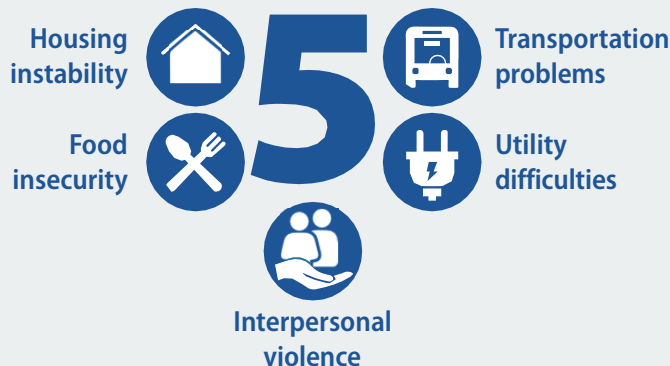 Housing
instability
5
Transportation
problems
Food
insecurity
Utility
difficulties
Interpersonal
violence